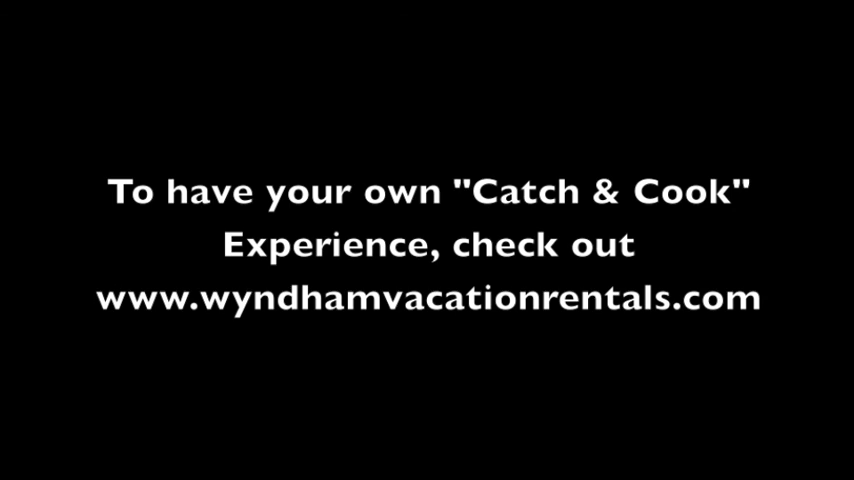 To have your own "Catch & Cook"
Experience, check out
www.wyndhamvacationrentals.com